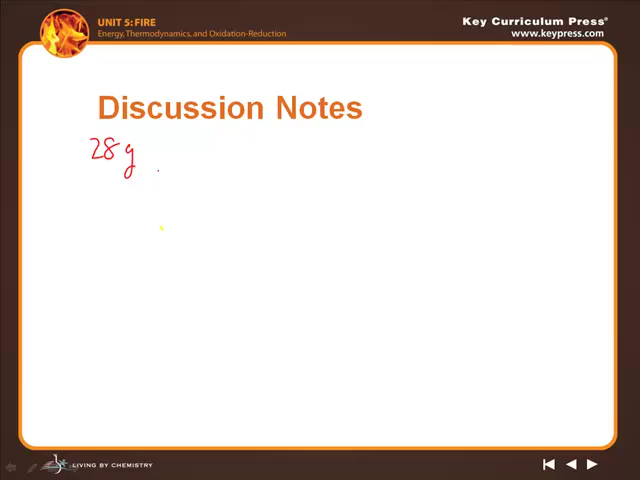 UNIT 5: FIRE
Energy, Thermodynamics, and Oxidation-Reduction
Key Curriculum Press®
www.keypress.com
Discussion Notes
28 g
LIVING BY CHEMISTRY